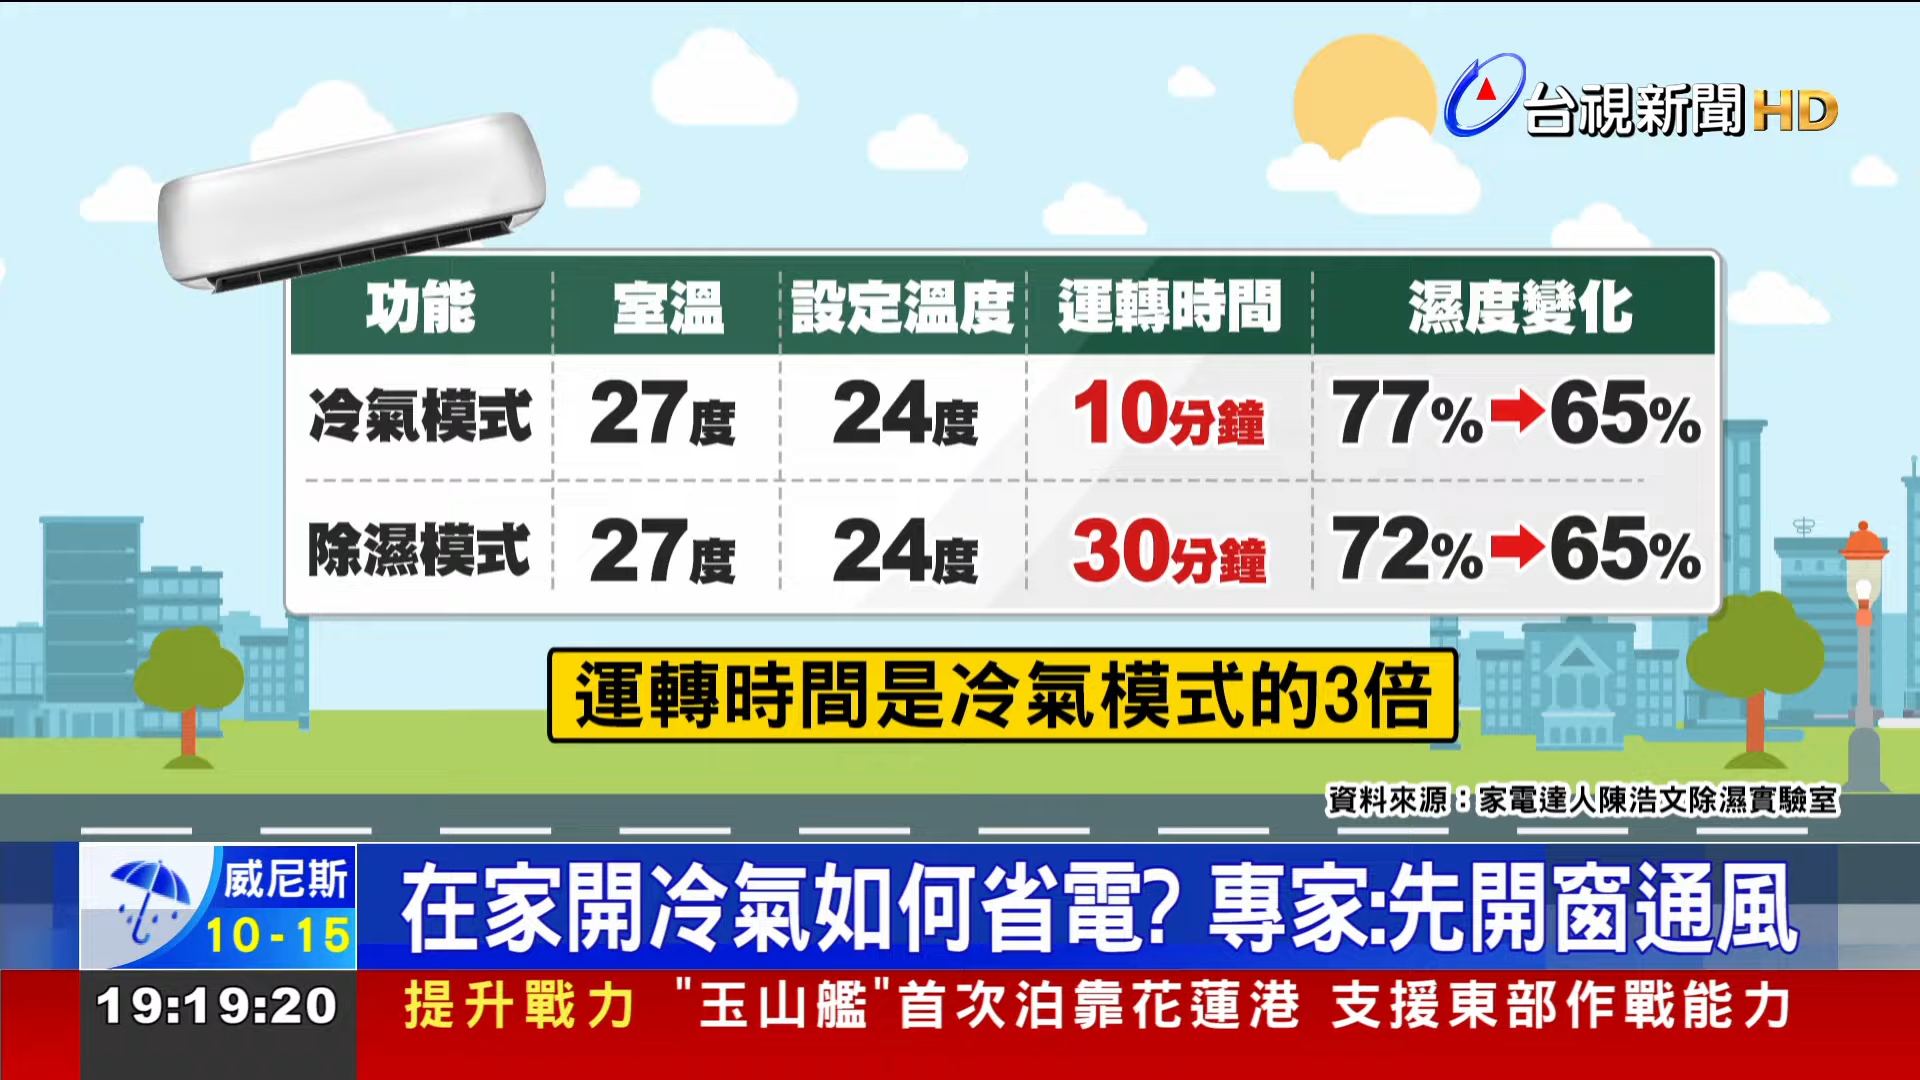 台視新聞HD
功能 室溫 設定溫度 運轉時間 濕度變化
冷氣模式 27度 24度 10分鐘 77%➡65%
除濕模式 27度 24度 30分鐘 72%➡65%
運轉時間是冷氣模式的3倍
資料來源：家電達人陳浩文除濕實驗室
威尼斯
10-15
在家開冷氣如何省電? 專家:先開窗通風
19:19:20
提升戰力 "玉山艦"首次泊靠花蓮港 支援東部作戰能力